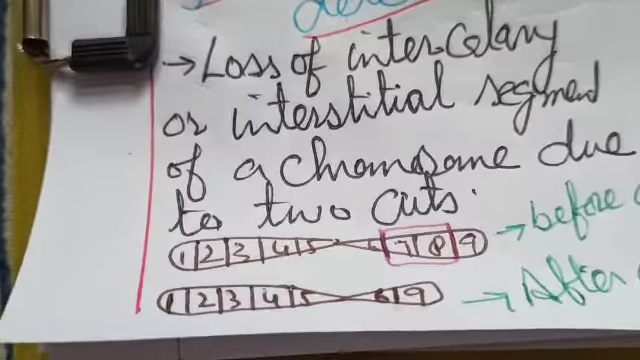 → Loss of intercelary
or interstitial segment
of a chromosome due
to two cuts.
1 2 3 4 5 6 7 8 9 → before
1 2 3 4 5 6 9 → After